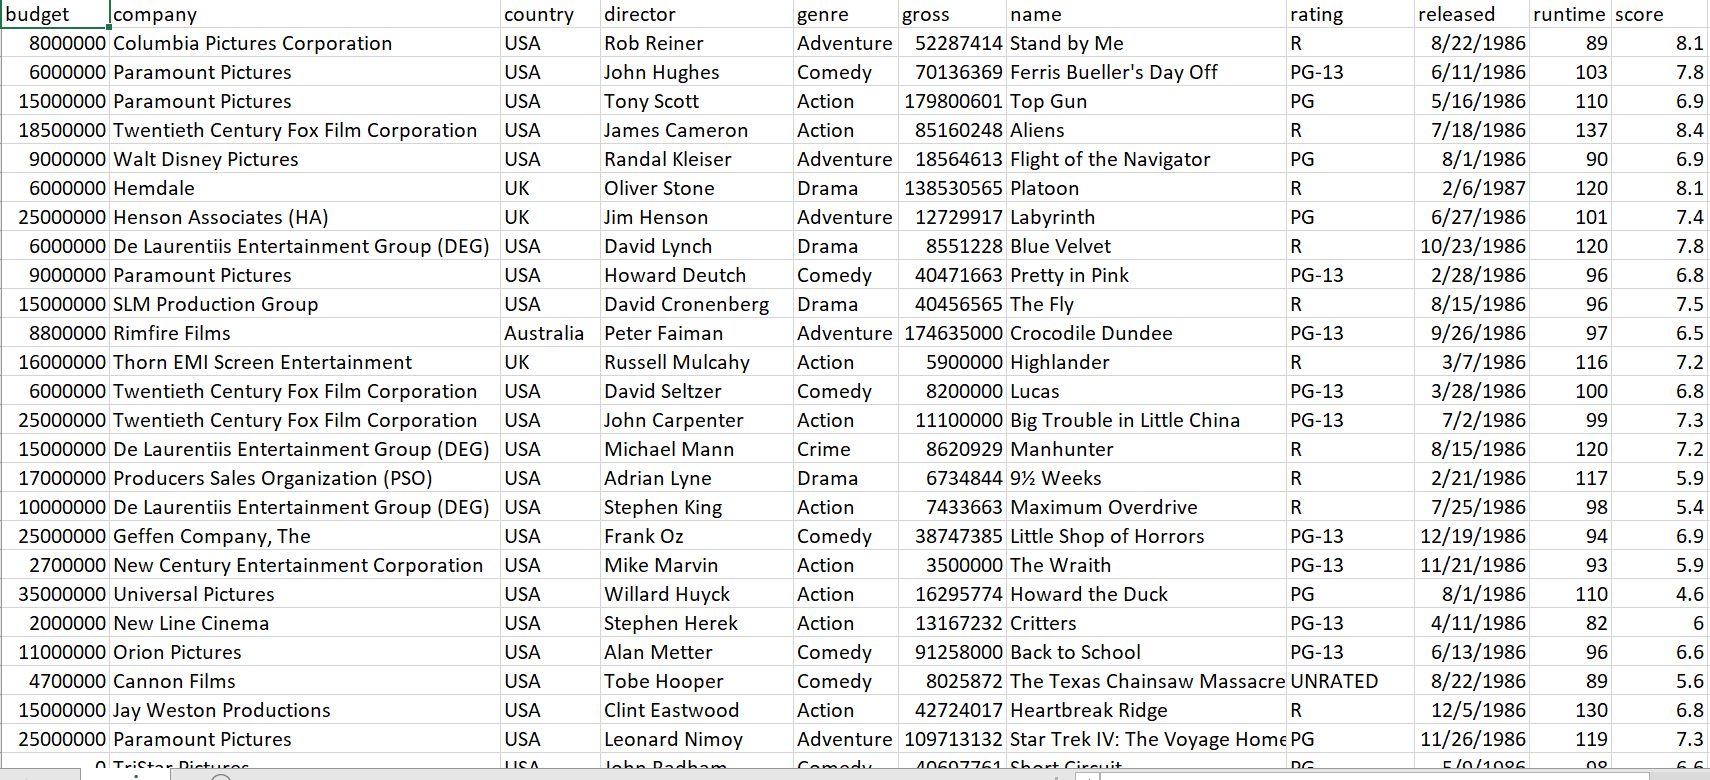 budget company country director genre gross name rating released runtime score
8000000 Columbia Pictures Corporation USA Rob Reiner Adventure 52287414 Stand by Me R 8/22/1986 89 8.1
6000000 Paramount Pictures USA John Hughes Comedy 70136369 Ferris Bueller's Day Off PG-13 6/11/1986 103 7.8
15000000 Paramount Pictures USA Tony Scott Action 179800601 Top Gun PG 5/16/1986 110 6.9
18500000 Twentieth Century Fox Film Corporation USA James Cameron Action 85160248 Aliens R 7/18/1986 137 8.4
9000000 Walt Disney Pictures USA Randal Kleiser Adventure 18564613 Flight of the Navigator PG 8/1/1986 90 6.9
6000000 Hemdale UK Oliver Stone Drama 138530565 Platoon R 2/6/1987 120 8.1
25000000 Henson Associates (HA) UK Jim Henson Adventure 12729917 Labyrinth PG 6/27/1986 101 7.4
6000000 De Laurentiis Entertainment Group (DEG) USA David Lynch Drama 8551228 Blue Velvet R 10/23/1986 120 7.8
9000000 Paramount Pictures USA Howard Deutch Comedy 40471663 Pretty in Pink PG-13 2/28/1986 96 6.8
15000000 SLM Production Group USA David Cronenberg Drama 40456565 The Fly R 8/15/1986 96 7.5
8800000 Rimfire Films Australia Peter Faiman Adventure 174635000 Crocodile Dundee PG-13 9/26/1986 97 6.5
16000000 Thorn EMI Screen Entertainment UK Russell Mulcahy Action 5900000 Highlander R 3/7/1986 116 7.2
6000000 Twentieth Century Fox Film Corporation USA David Seltzer Comedy 8200000 Lucas PG-13 3/28/1986 100 6.8
25000000 Twentieth Century Fox Film Corporation USA John Carpenter Action 11100000 Big Trouble in Little China PG-13 7/2/1986 99 7.3
15000000 De Laurentiis Entertainment Group (DEG) USA Michael Mann Crime 8620929 Manhunter R 8/15/1986 120 7.2
17000000 Producers Sales Organization (PSO) USA Adrian Lyne Drama 6734844 9½ Weeks R 2/21/1986 117 5.9
10000000 De Laurentiis Entertainment Group (DEG) USA Stephen King Action 7433663 Maximum Overdrive R 7/25/1986 98 5.4
25000000 Geffen Company, The USA Frank Oz Comedy 38747385 Little Shop of Horrors PG-13 12/19/1986 94 6.9
2700000 New Century Entertainment Corporation USA Mike Marvin Action 3500000 The Wraith PG-13 11/21/1986 93 5.9
35000000 Universal Pictures USA Willard Huyck Action 16295774 Howard the Duck PG 8/1/1986 110 4.6
2000000 New Line Cinema USA Stephen Herek Action 13167232 Critters PG-13 4/11/1986 82 6
11000000 Orion Pictures USA Alan Metter Comedy 91258000 Back to School PG-13 6/13/1986 96 6.6
4700000 Cannon Films USA Tobe Hooper Comedy 8025872 The Texas Chainsaw Massacre UNRATED 8/22/1986 89 5.6
15000000 Jay Weston Productions USA Clint Eastwood Action 42724017 Heartbreak Ridge R 12/5/1986 130 6.8
25000000 Paramount Pictures USA Leonard Nimoy Adventure 109713132 Star Trek IV: The Voyage Home PG 11/26/1986 119 7.3
0 TriStar Pictures USA John Badham Comedy 40697761 Short Circuit PG 5/9/1986 98 6.6